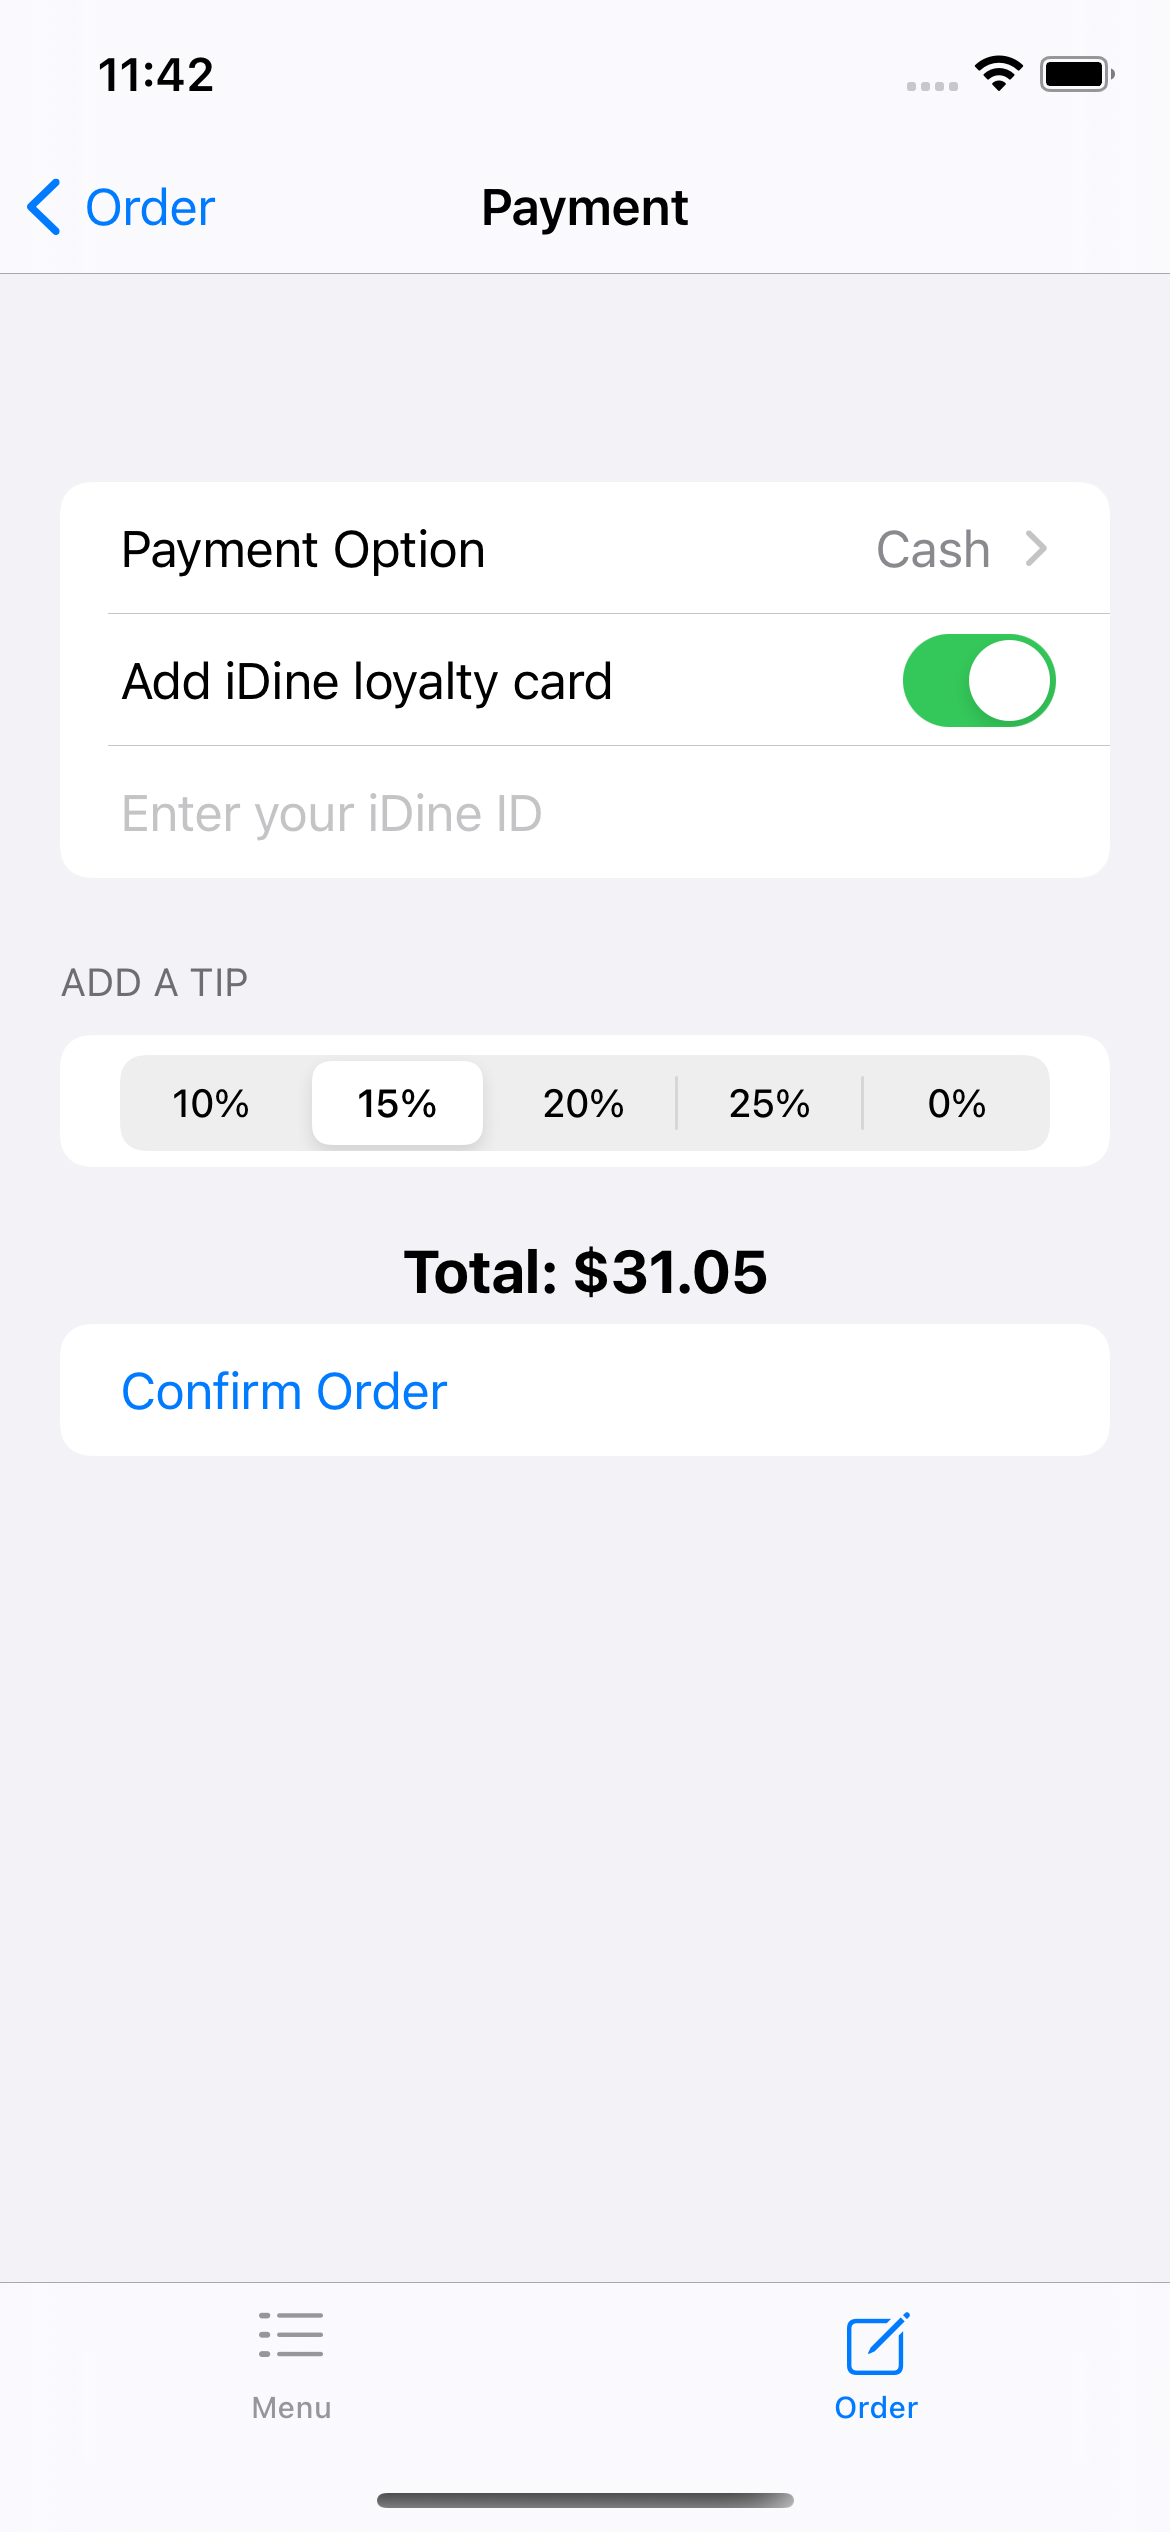 11:42
Order
Payment
Payment Option
Cash
Add iDine loyalty card
Enter your iDine ID
ADD A TIP
10% 15% 20% 25% 0%
Total: $31.05
Confirm Order
Menu
Order